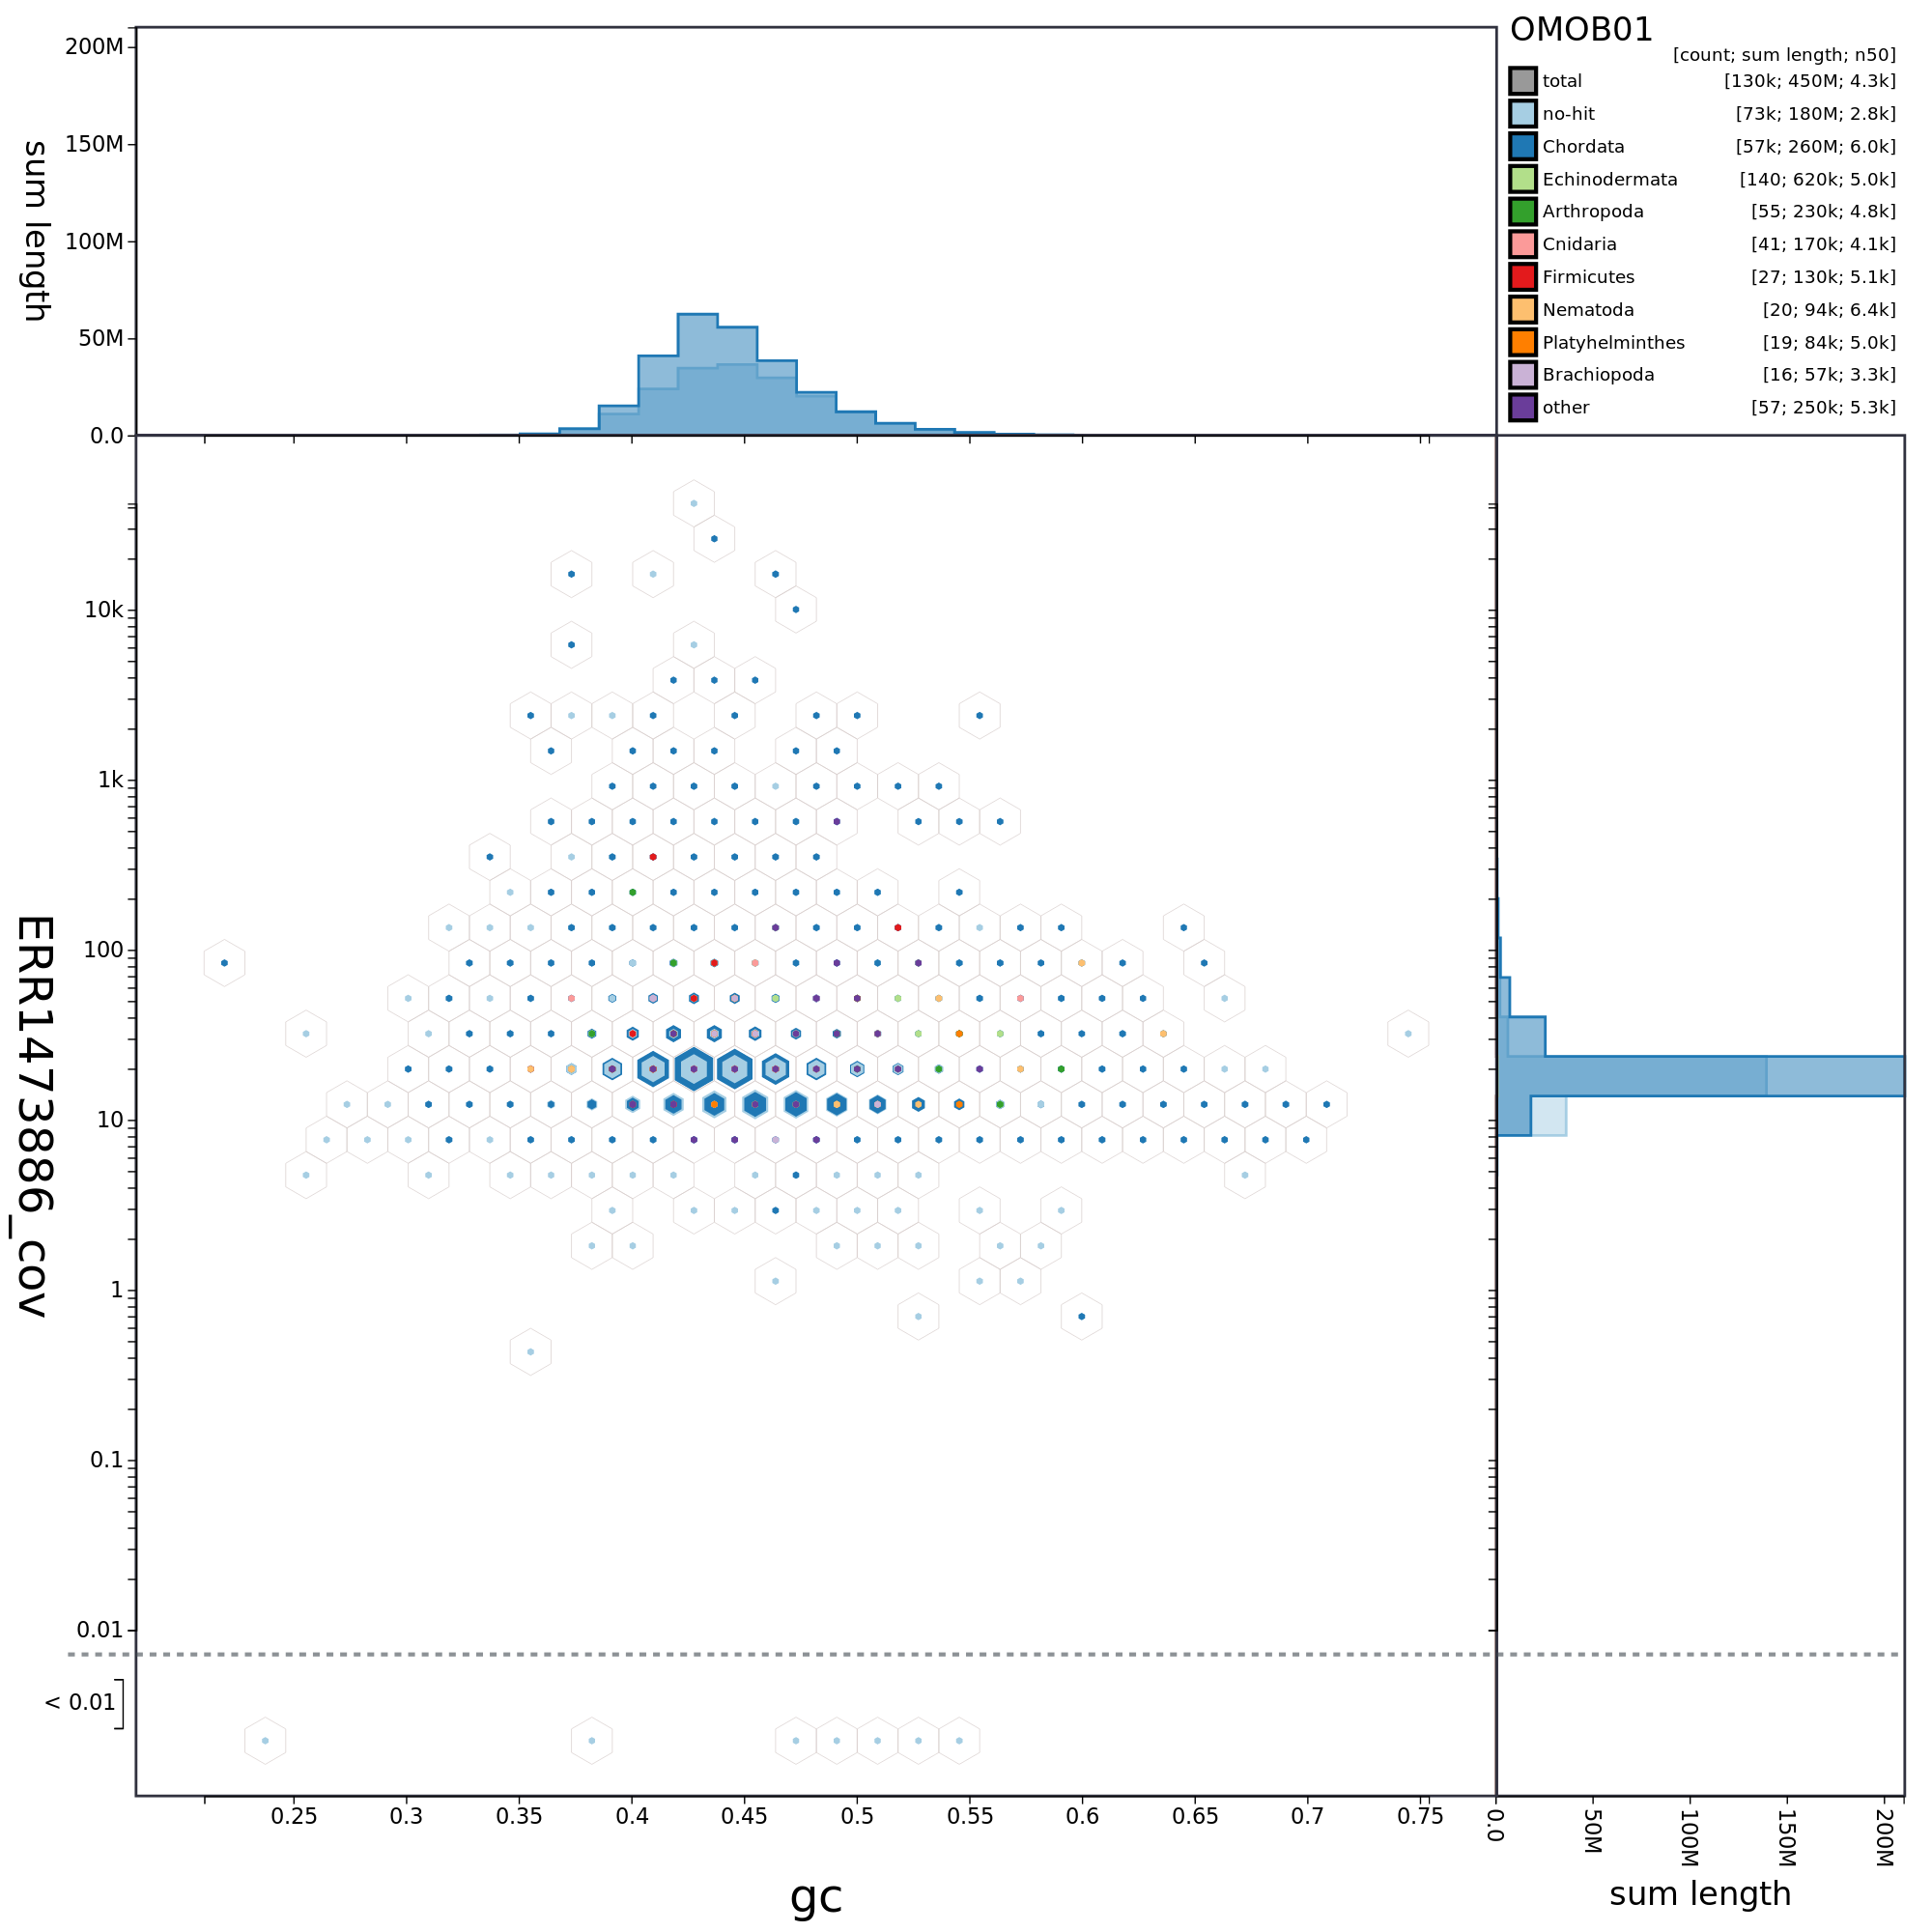 OMOB01
[count; sum length; n50]
total [130k; 450M; 4.3k]
no-hit [73k; 180M; 2.8k]
Chordata [57k; 260M; 6.0k]
Echinodermata [140; 620k; 5.0k]
Arthropoda [55; 230k; 4.8k]
Cnidaria [41; 170k; 4.1k]
Firmicutes [27; 130k; 5.1k]
Nematoda [20; 94k; 6.4k]
Platyhelminthes [19; 84k; 5.0k]
Brachiopoda [16; 57k; 3.3k]
other [57; 250k; 5.3k]
sum length
200M
150M
100M
50M
0.0
ERR1473886_cov
10k
1k
100
10
1
0.1
0.01
< 0.01
0.25 0.3 0.35 0.4 0.45 0.5 0.55 0.6 0.65 0.7 0.75
gc
0.0 50M 100M 150M 200M
sum length